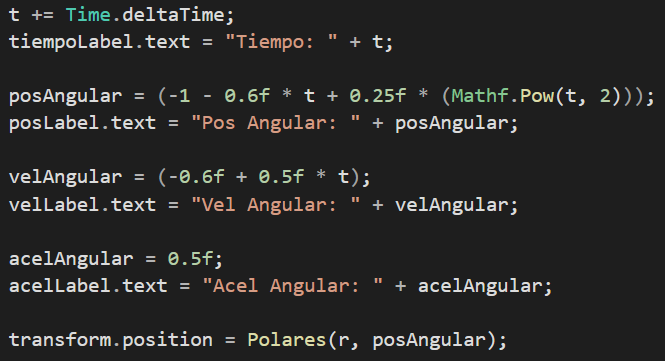 t += Time.deltaTime;
tiempoLabel.text = "Tiempo: " + t;
posAngular = (-1 - 0.6f * t + 0.25f * (Mathf.Pow(t, 2)));
posLabel.text = "Pos Angular: " + posAngular;
velAngular = (-0.6f + 0.5f * t);
velLabel.text = "Vel Angular: " + velAngular;
acelAngular = 0.5f;
acelLabel.text = "Acel Angular: " + acelAngular;
transform.position = Polares(r, posAngular);